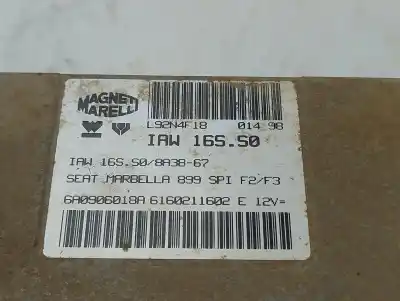 MAGNETI
MARELLI
L92N4F18 014 98
IAW 16S.S0
IAW 16S.S0/8A38-67
SEAT MARBELLA 899 SPI F2/F3
6A0906018A 6160211602 E 12V=